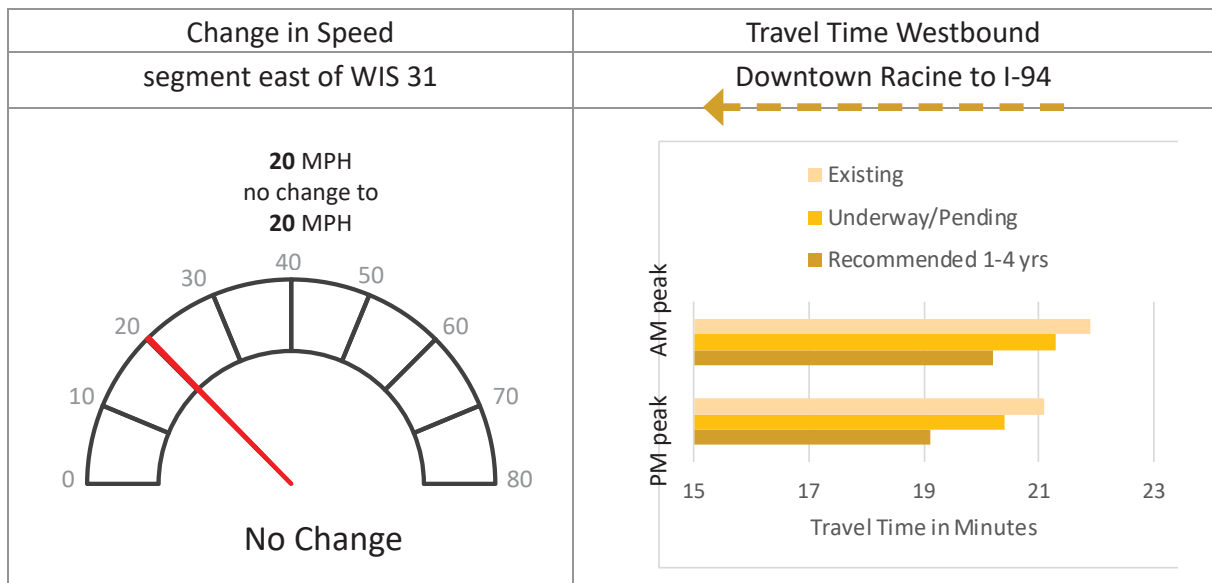 Change in Speed
segment east of WIS 31
20 MPH
no change to
20 MPH
0
10
20
30
40
50
60
70
80
No Change
Travel Time Westbound
Downtown Racine to I-94
Existing
Underway/Pending
Recommended 1-4 yrs
AM peak
PM peak
15 17 19 21 23
Travel Time in Minutes